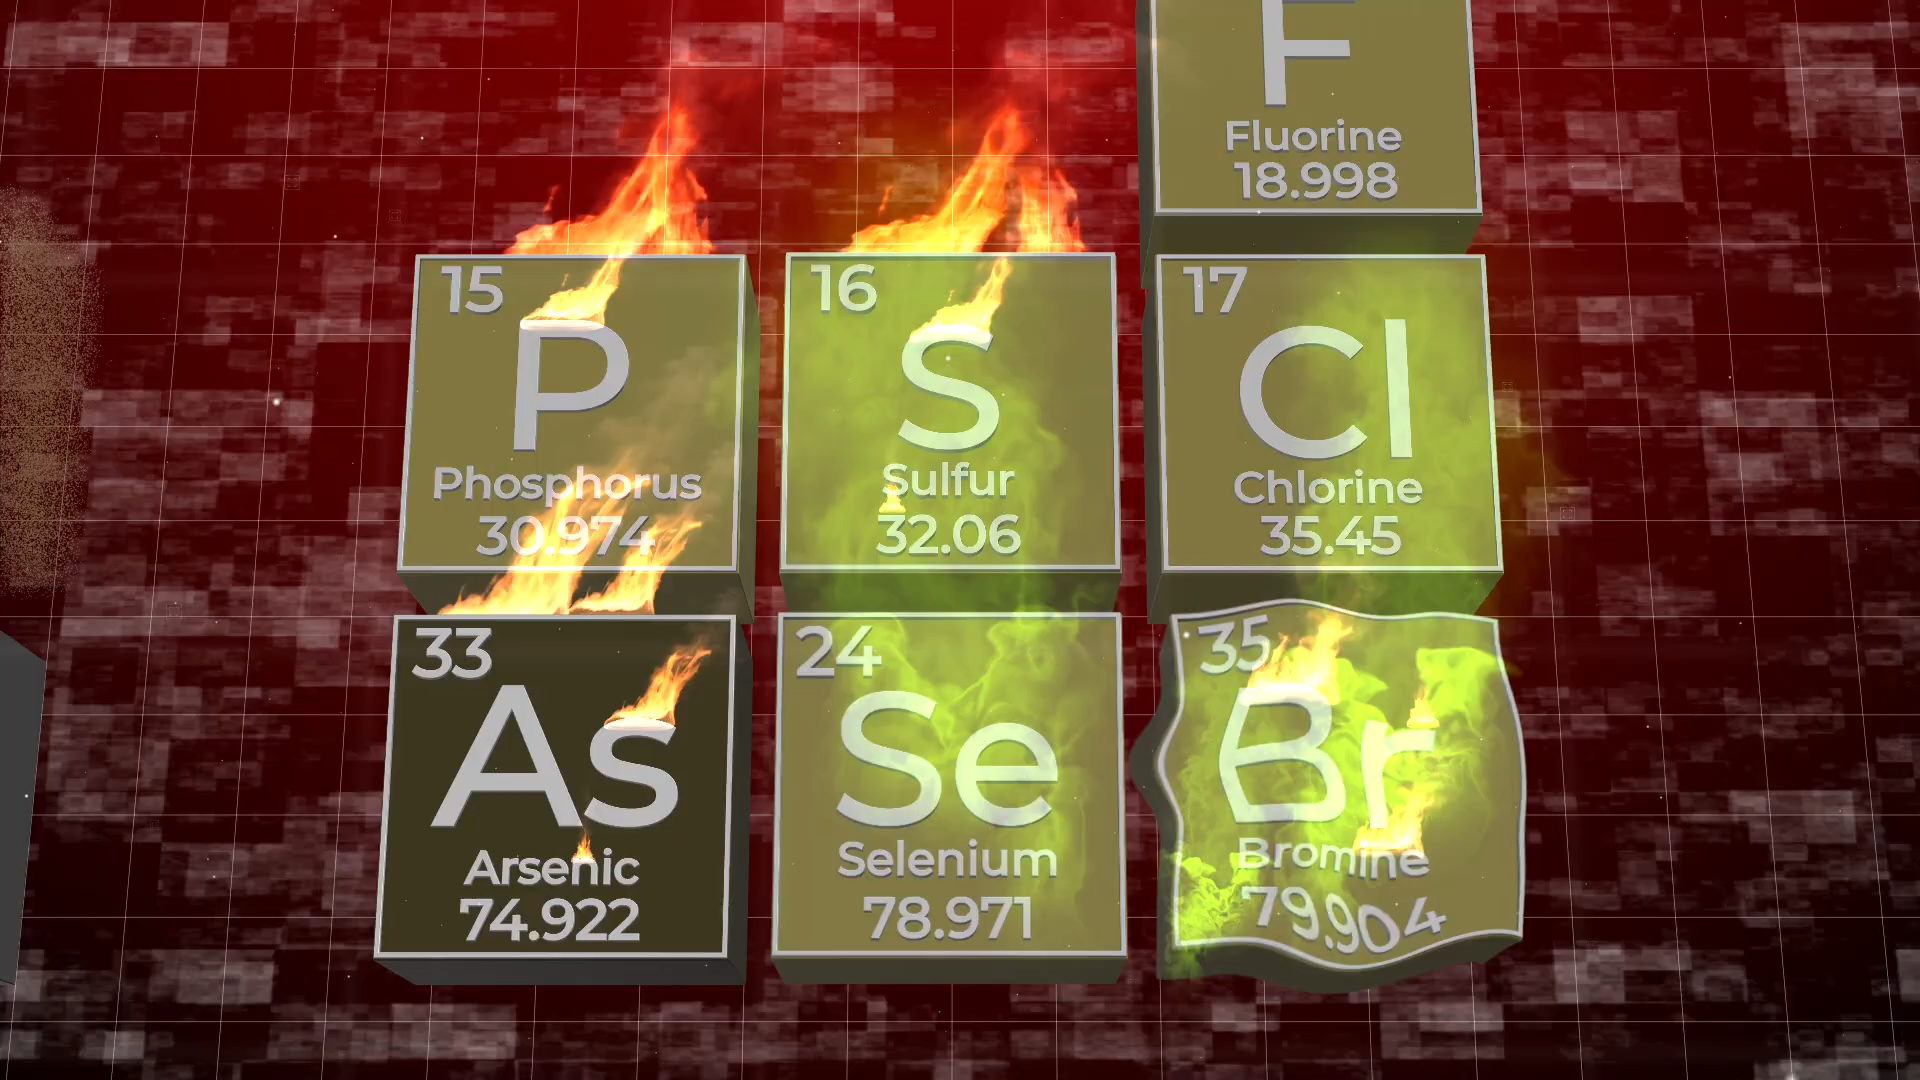 F
Fluorine
18.998
15
P
Phosphorus
30.974
16
S
Sulfur
32.06
17
Cl
Chlorine
35.45
33
As
Arsenic
74.922
24
Se
Selenium
78.971
35
Br
Bromine
79.904